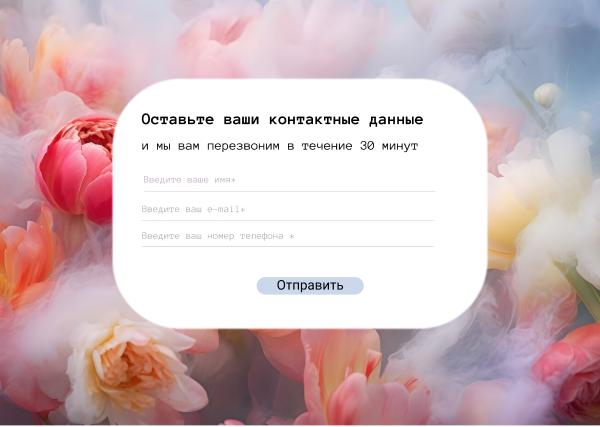 Оставьте ваши контактные данные
и мы вам перезвоним в течение 30 минут
Введите ваше имя*
Введите ваш e-mail*
Введите ваш номер телефона *
Отправить